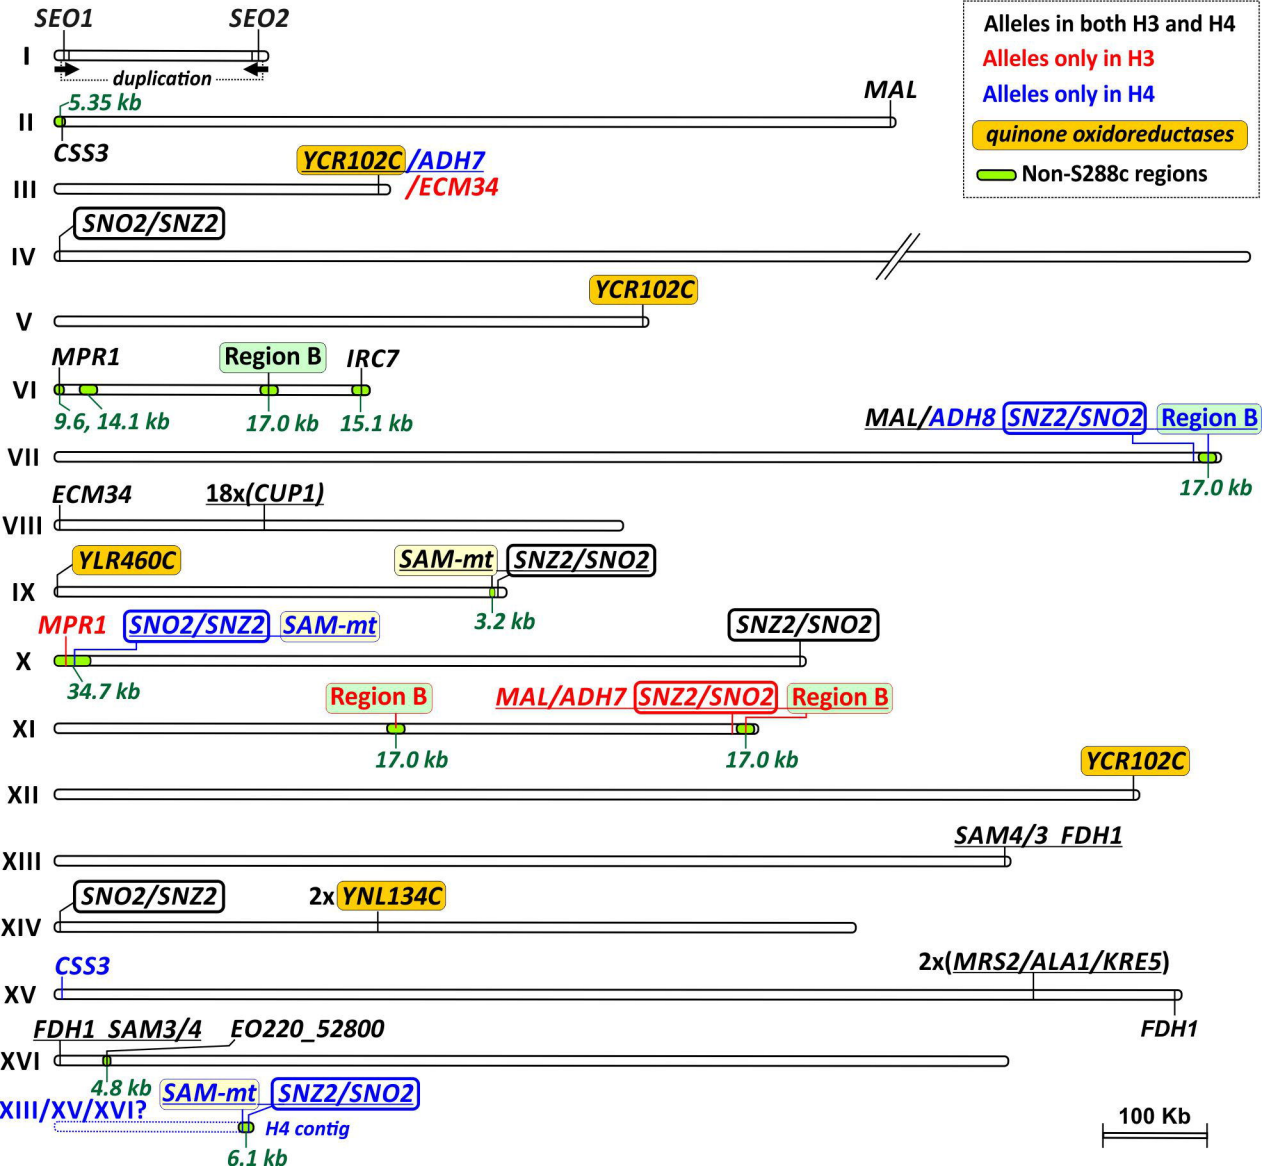 SEO1 SEO2
I
duplication
Alleles in both H3 and H4
Alleles only in H3
Alleles only in H4
quinone oxidoreductases
Non-S288c regions
5.35 kb
MAL
II
CSS3
YCR102C/ADH7
III
/ECM34
SNO2/SNZ2
IV
YCR102C
V
MPR1 Region B IRC7
VI
9.6, 14.1 kb 17.0 kb 15.1 kb
MAL/ADH8 SNZ2/SNO2 Region B
VII
17.0 kb
ECM34 18x(CUP1)
VIII
YLR460C SAM-mt SNZ2/SNO2
IX
3.2 kb
MPR1 SNO2/SNZ2 SAM-mt SNZ2/SNO2
X
34.7 kb
Region B MAL/ADH7 SNZ2/SNO2 Region B
XI
17.0 kb 17.0 kb
YCR102C
XII
SAM4/3 FDH1
XIII
SNO2/SNZ2 2x YNL134C
XIV
CSS3 2x(MRS2/ALA1/KRE5)
XV
FDH1
FDH1 SAM3/4 EO220_52800
XVI
4.8 kb SAM-mt SNZ2/SNO2
XIII/XV/XVI?
H4 contig
6.1 kb
100 Kb